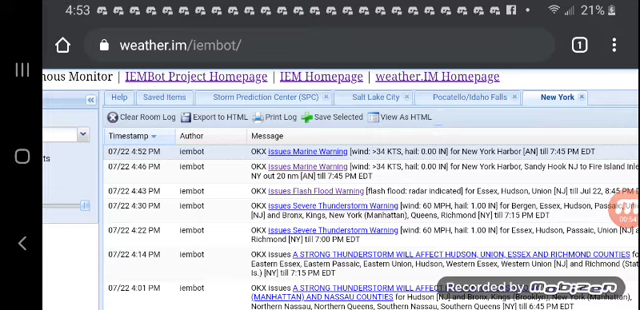 4:53 21%
weather.im/iembot/ 1
nous Monitor | IEMBot Project Homepage | IEM Homepage | weather.IM Homepage
Help Saved Items Storm Prediction Center (SPC) Salt Lake City Pocatello/Idaho Falls New York
Clear Room Log Export to HTML Print Log Save Selected View As HTML
Timestamp Author Message
07/22 4:52 PM iembot OKX issues Marine Warning [wind: >34 KTS, hail: 0.00 IN] for New York Harbor [AN] till 7:45 PM EDT
07/22 4:46 PM iembot OKX issues Marine Warning [wind: >34 KTS, hail: 0.00 IN] for New York Harbor, Sandy Hook NJ to Fire Island Inle
NY out 20 nm [AN] till 7:45 PM EDT
07/22 4:43 PM iembot OKX issues Flash Flood Warning [flash flood: radar indicated] for Essex, Hudson, Union [NJ] till Jul 22, 8:45 PM
07/22 4:30 PM iembot OKX issues Severe Thunderstorm Warning [wind: 60 MPH, hail: 1.00 IN] for Bergen, Essex, Hudson, Passaic,
[NJ] and Bronx, Kings, New York (Manhattan), Queens, Richmond [NY] till 7:15 PM EDT
00:54
07/22 4:22 PM iembot OKX issues Severe Thunderstorm Warning [wind: 60 MPH, hail: 1.00 IN] for Essex, Hudson, Union [NJ] and
Richmond [NY] till 7:00 PM EDT
07/22 4:14 PM iembot OKX issues A STRONG THUNDERSTORM WILL AFFECT HUDSON, UNION, ESSEX AND RICHMOND COUNTIES for
Eastern Essex, Eastern Passaic, Eastern Union, Hudson, Western Essex, Western Union [NJ] and Richmond (Sta
Is.) [NY] till 7:15 PM EDT
07/22 4:01 PM iembot OKX issues A STRONG THUNDERSTORM WILL AFFE
(MANHATTAN) AND NASSAU COUNTIES for Hudson [NJ] and Kings (Brooklyn), New York (Manhattan),
Northern Nassau, Northern Queens, Southern Nassau, Southern Queens [NY] till 6:45 PM EDT
Recorded by Mobizen